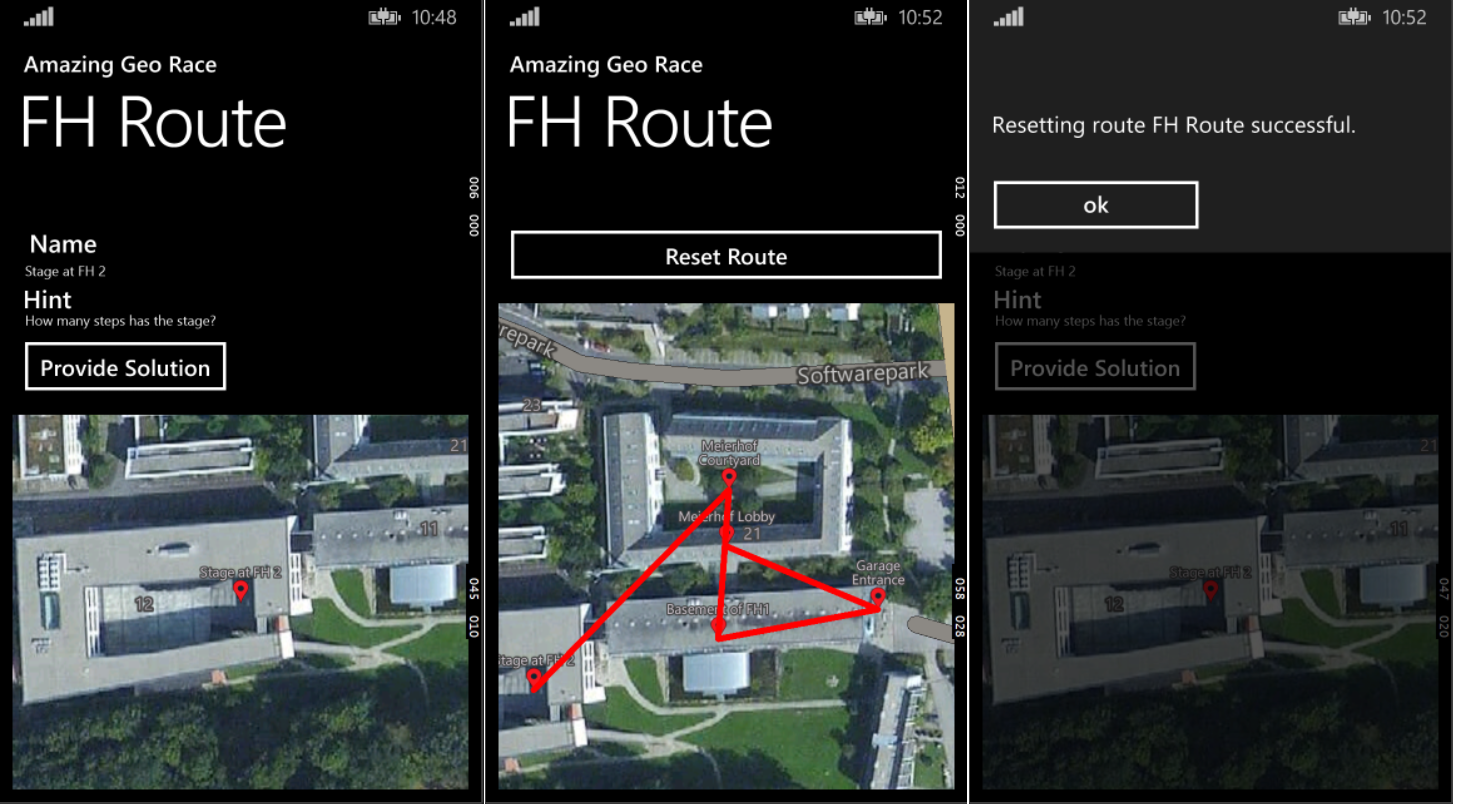 10:48
Amazing Geo Race
FH Route
006 000
Name
Stage at FH 2
Hint
How many steps has the stage?
Provide Solution
21
11
Stage at FH 2
12
045 010
10:52
Amazing Geo Race
FH Route
012 000
Reset Route
repark
Softwarepark
23
Meierhof
Courtyard
Meierhof Lobby
21
Garage
Entrance
Basement of FH1
Stage at FH 2
058 028
10:52
Resetting route FH Route successful.
ok
Stage at FH 2
Hint
How many steps has the stage?
Provide Solution
21
11
Stage at FH 2
12
047 020